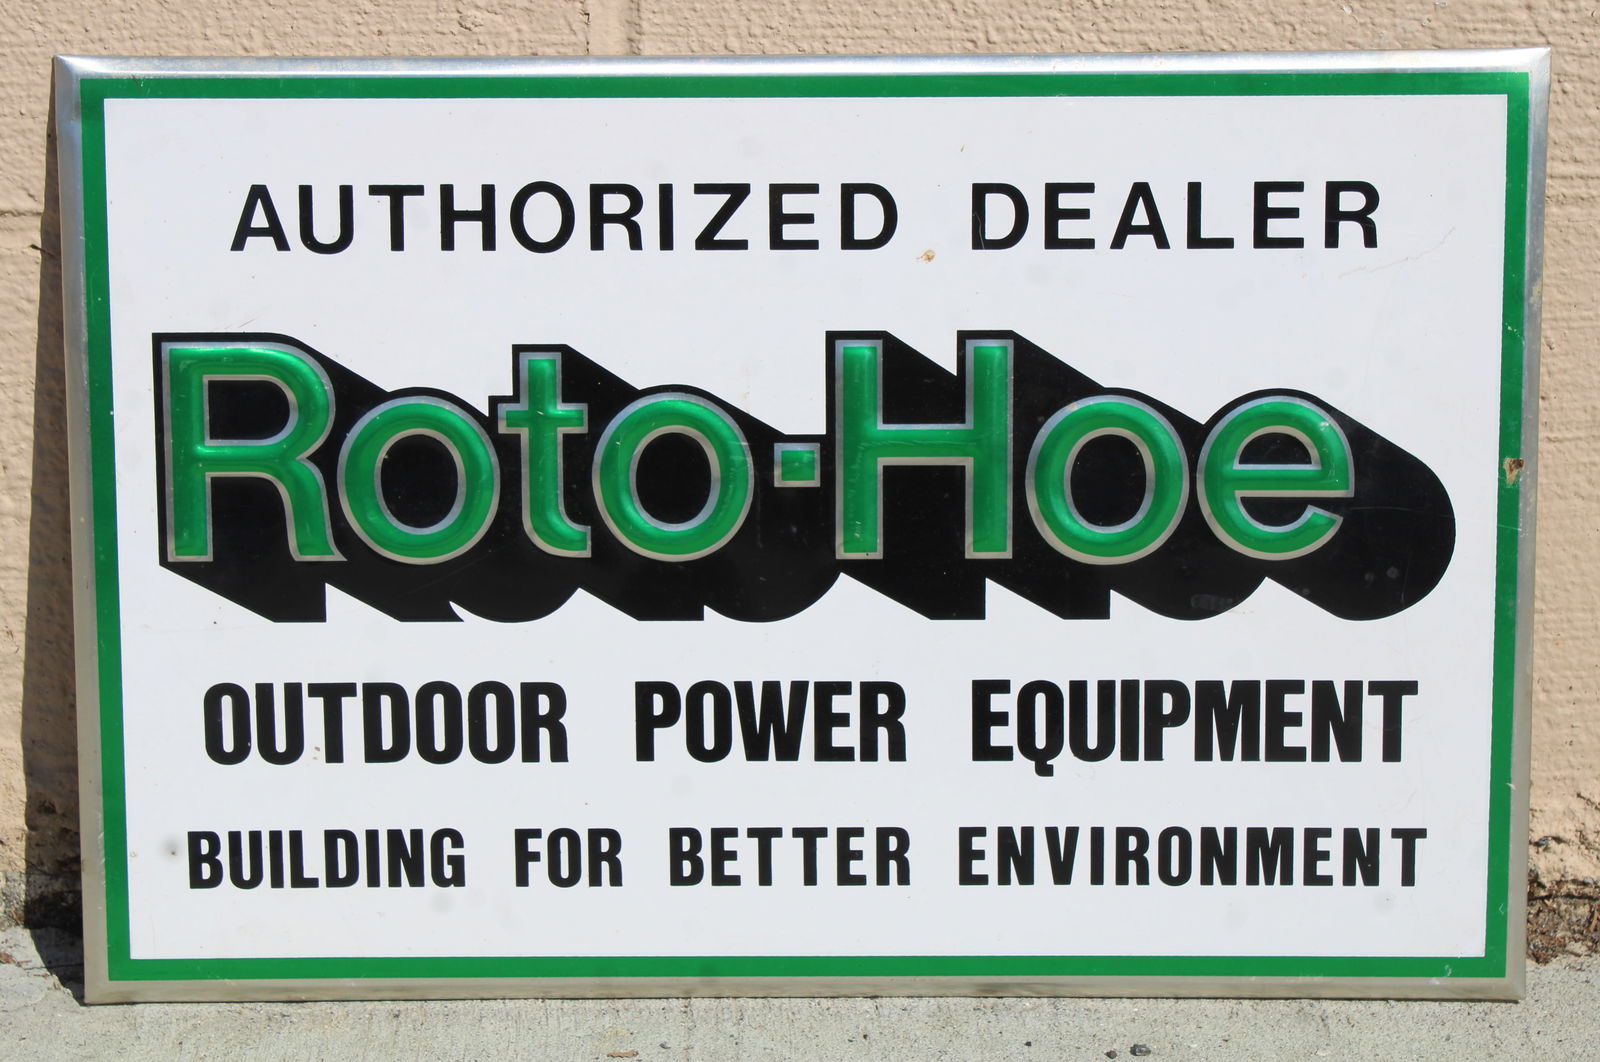 AUTHORIZED DEALER
Roto-Hoe
OUTDOOR POWER EQUIPMENT
BUILDING FOR BETTER ENVIRONMENT